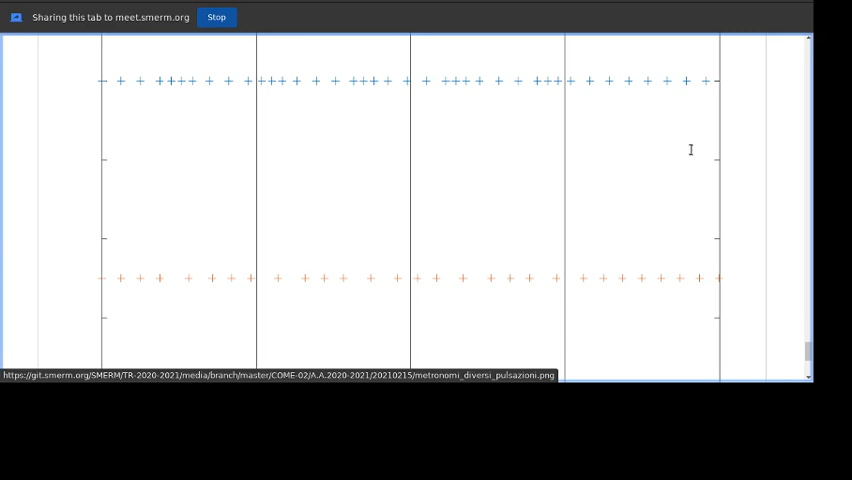 Sharing this tab to meet.smerm.org
Stop
https://git.smerm.org/SMERM/TR-2020-2021/media/branch/master/COME-02/A.A.2020-2021/20210215/metronomi_diversi_pulsazioni.png